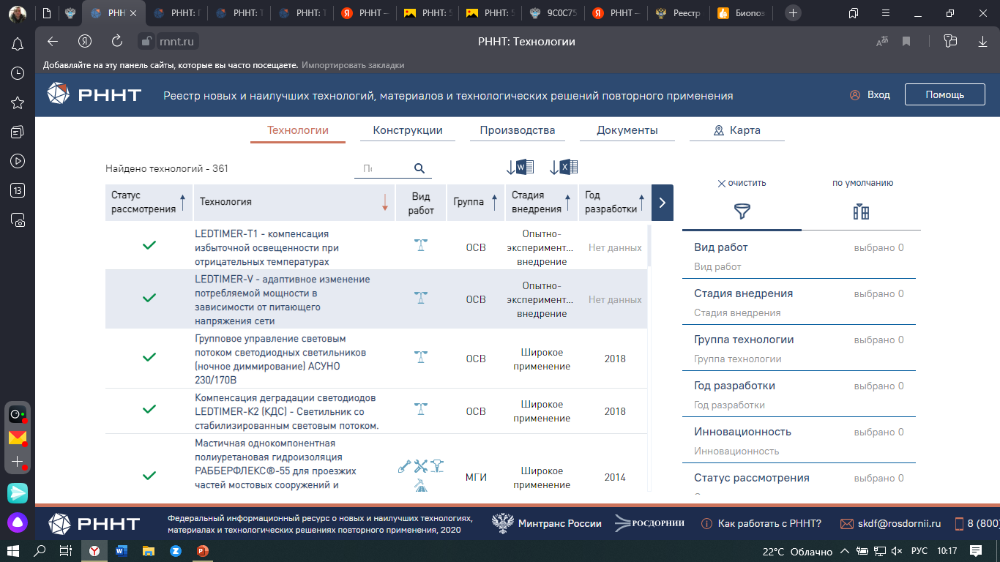 РНН
РНН: Г
РНН: Т
РНН: Т
РННТ –
РННТ: 5
РННТ: 5
9С0С75
РННТ –
Реестр
Биопоз
rnnt.ru
РННТ: Технологии
Добавляйте на эту панель сайты, которые вы часто посещаете. Импортировать закладки
РННТ
Реестр новых и наилучших технологий, материалов и технологических решений повторного применения
Вход
Помощь
Технологии
Конструкции
Производства
Документы
Карта
Найдено технологий - 361
W
X
очистить
по умолчанию
Статус рассмотрения
Технология
Вид работ
Группа
Стадия внедрения
Год разработки
LEDTIMER-T1 - компенсация
избыточной освещенности при
отрицательных температурах
ОСВ
Опытно-
эксперимент...
внедрение
Нет данных
LEDTIMER-V - адаптивное изменение
потребляемой мощности в
зависимости от питающего
напряжения сети
ОСВ
Опытно-
эксперимент...
внедрение
Нет данных
Групповое управление световым
потоком светодиодных светильников
(ночное диммирование) АСУНО
230/170В
ОСВ
Широкое
применение
2018
Компенсация деградации светодиодов
LEDTIMER-K2 (КДС) - Светильник со
стабилизированным световым потоком.
ОСВ
Широкое
применение
2018
Мастичная однокомпонентная
полиуретановая гидроизоляция
РАББЕРФЛЕКС®-55 для проезжих
частей мостовых сооружений и
МГИ
Широкое
применение
2014
Вид работ
выбрано 0
Вид работ
Стадия внедрения
выбрано 0
Стадия внедрения
Группа технологии
выбрано 0
Группа технологии
Год разработки
выбрано 0
Год разработки
Инновационность
выбрано 0
Инновационность
Статус рассмотрения
выбрано 0
13
РННТ
Федеральный информационный ресурс о новых и наилучших технологиях,
материалах и технологических решениях повторного применения, 2020
Минтранс России
РОСДОРНИИ
Как работать с РННТ?
skdf@rosdornii.ru
8 (800)
22°C Облачно
РУС
10:17